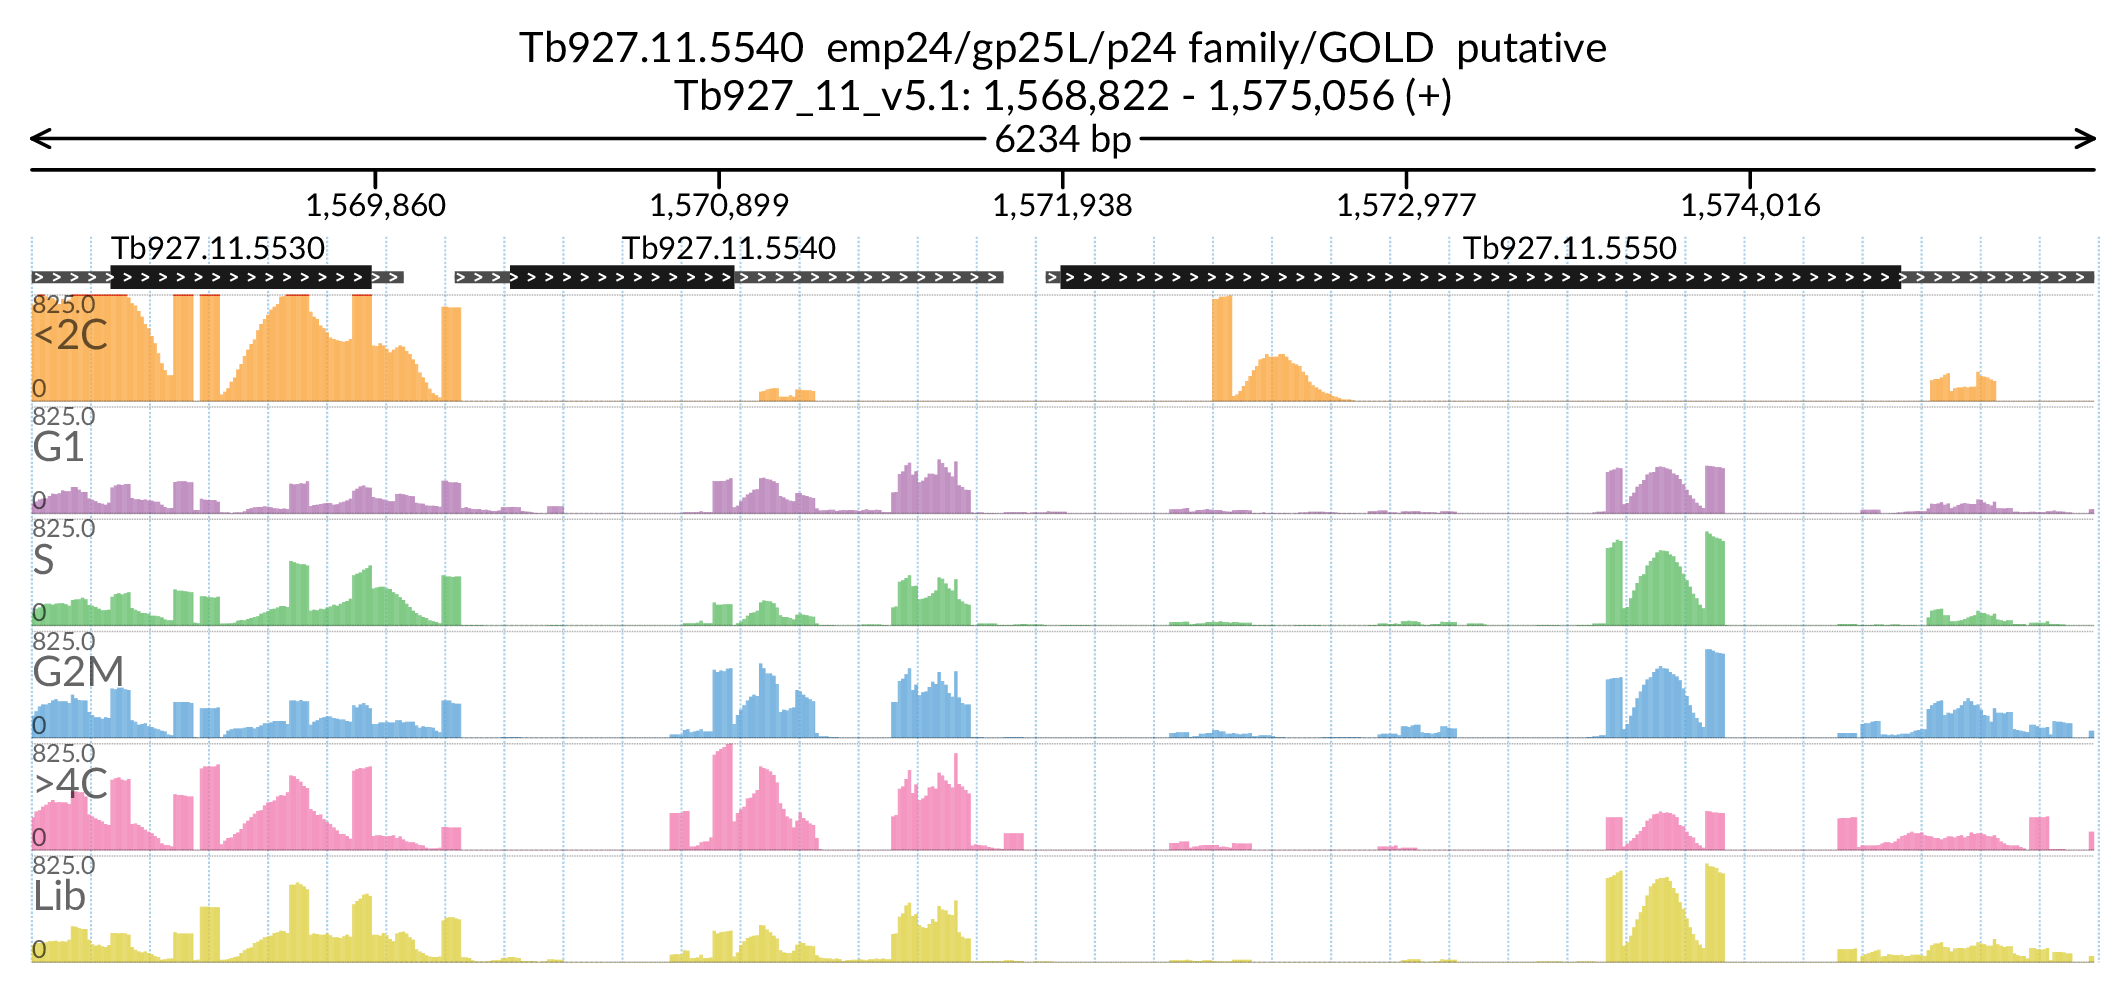 Tb927.11.5540  emp24/gp25L/p24 family/GOLD  putative
Tb927_11_v5.1: 1,568,822 - 1,575,056 (+)
6234 bp
1,569,860 1,570,899 1,571,938 1,572,977 1,574,016
Tb927.11.5530 Tb927.11.5540 Tb927.11.5550
825.0
<2C
0
825.0
G1
0
825.0
S
0
825.0
G2M
0
825.0
>4C
0
825.0
Lib
0